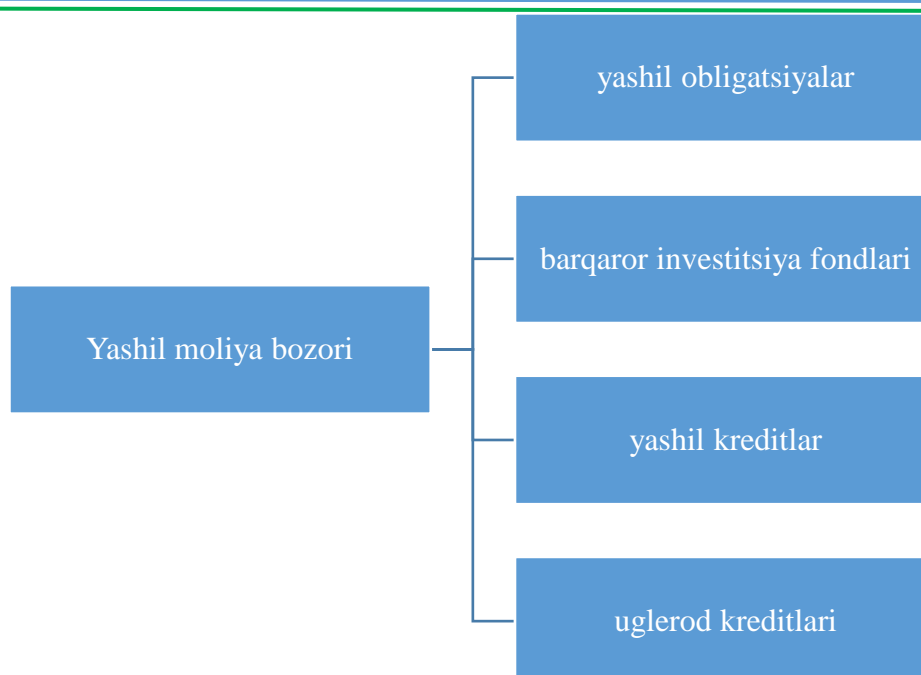 Yashil moliya bozori
yashil obligatsiyalar
barqaror investitsiya fondlari
yashil kreditlar
uglerod kreditlari